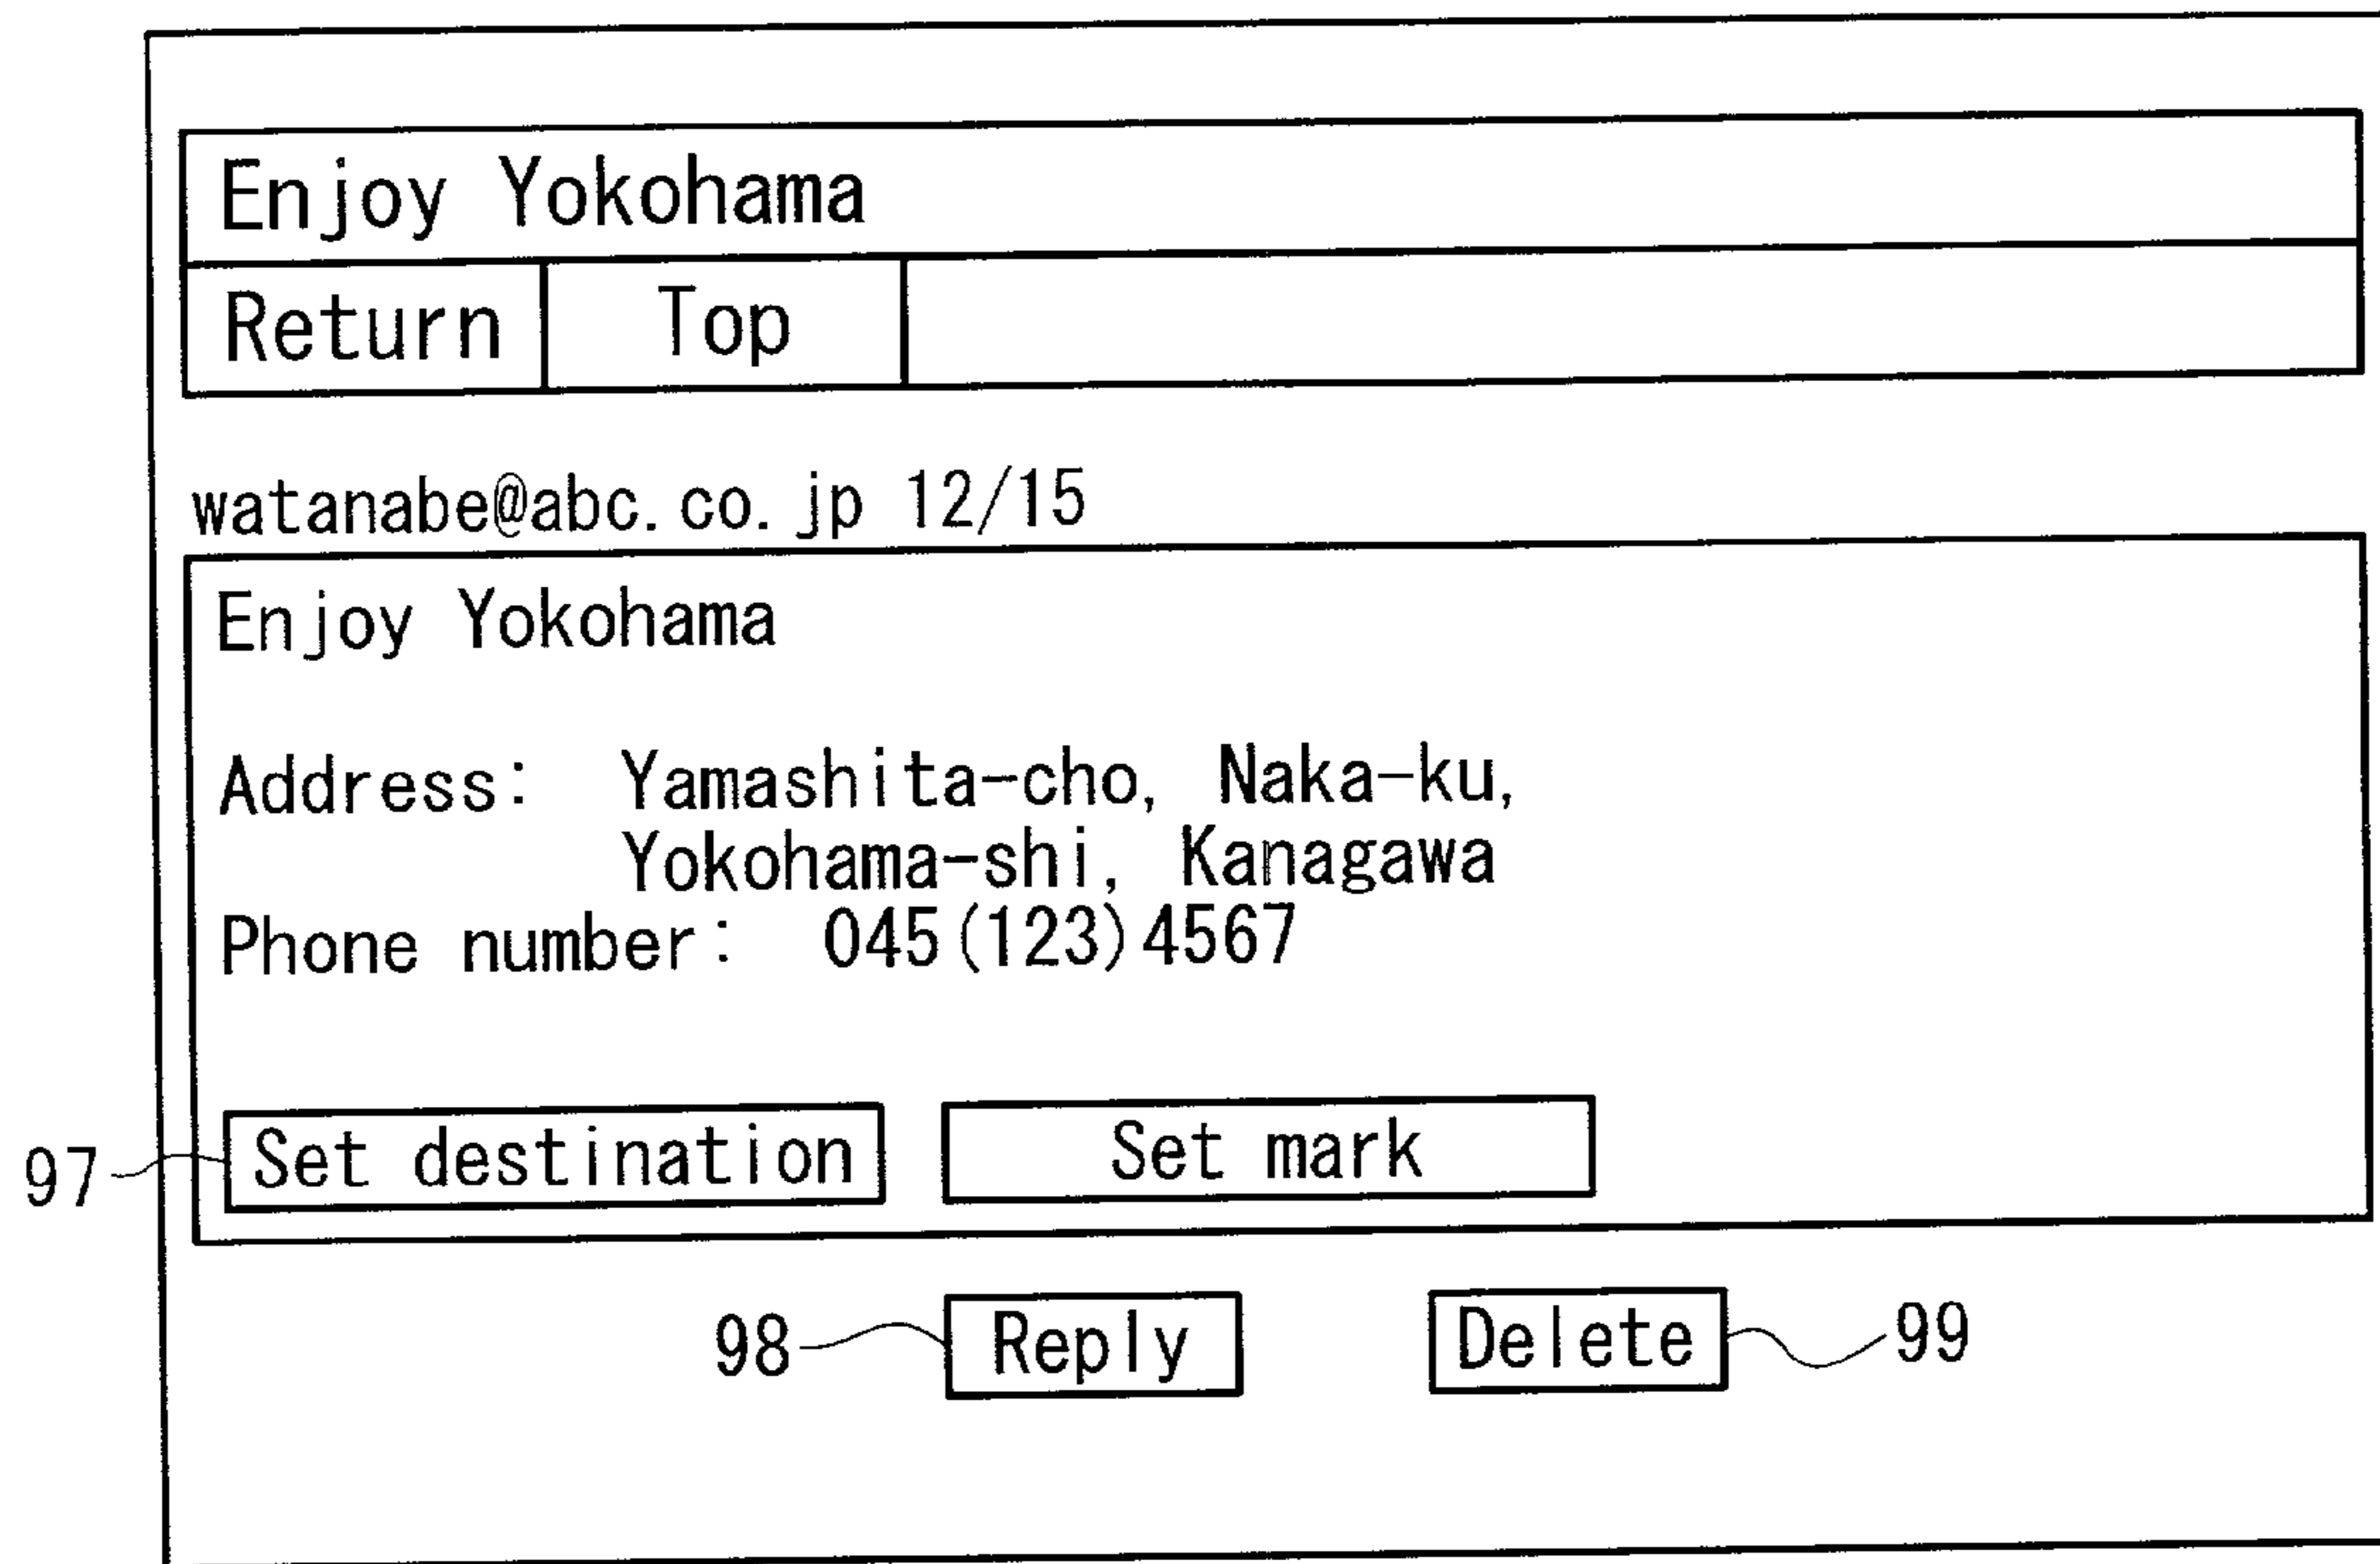 Enjoy Yokohama
Return Top
watanabe@abc.co.jp 12/15
Enjoy Yokohama
Address: Yamashita-cho, Naka-ku,
Yokohama-shi, Kanagawa
Phone number: 045(123)4567
97 Set destination Set mark
98 Reply Delete 99